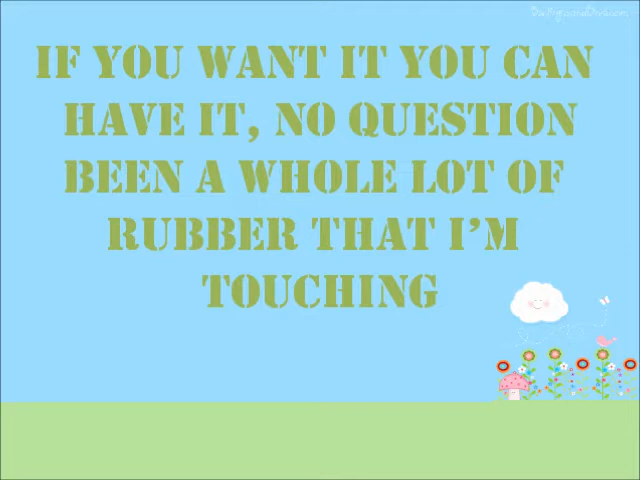 IF YOU WANT IT YOU CAN
HAVE IT, NO QUESTION
BEEN A WHOLE LOT OF
RUBBER THAT I'M
TOUCHING